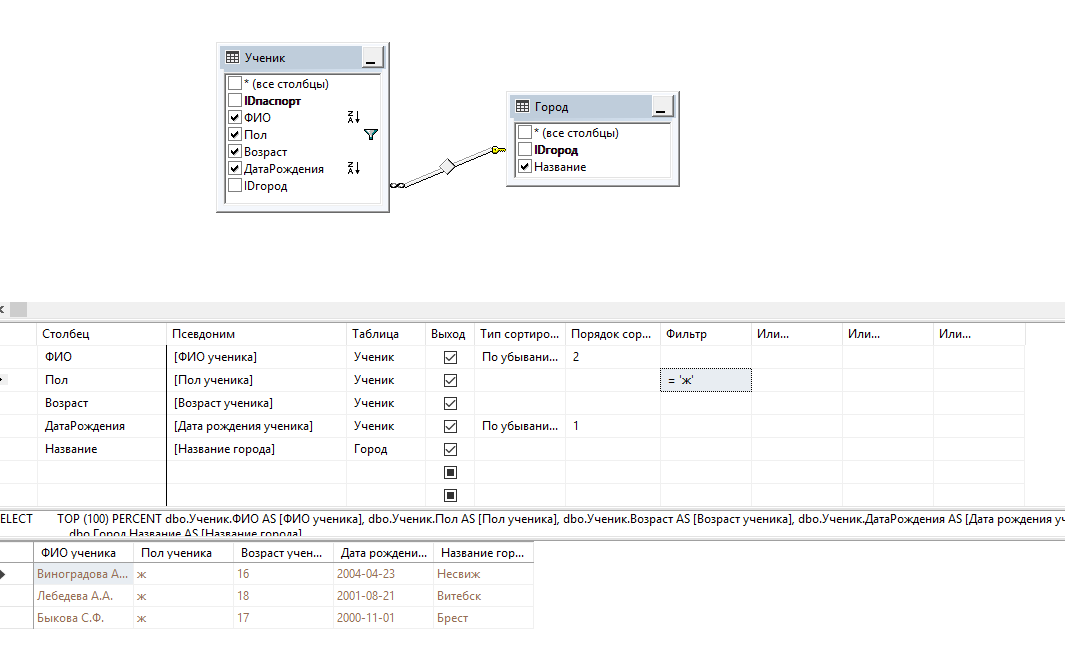 Ученик
* (все столбцы)
IDпаспорт
ФИО
Пол
Возраст
ДатаРождения
IDгород
Город
* (все столбцы)
IDгород
Название
Столбец Псевдоним Таблица Выход Тип сортиро... Порядок сор... Фильтр Или... Или... Или...
ФИО [ФИО ученика] Ученик По убывани... 2
Пол [Пол ученика] Ученик = 'ж'
Возраст [Возраст ученика] Ученик
ДатаРождения [Дата рождения ученика] Ученик По убывани... 1
Название [Название города] Город
ELECT TOP (100) PERCENT dbo.Ученик.ФИО AS [ФИО ученика], dbo.Ученик.Пол AS [Пол ученика], dbo.Ученик.Возраст AS [Возраст ученика], dbo.Ученик.ДатаРождения AS [Дата рождения уч
dbo.Город.Название AS [Название города]
ФИО ученика Пол ученика Возраст учен... Дата рождени... Название гор...
Виноградова А... ж 16 2004-04-23 Несвиж
Лебедева А.А. ж 18 2001-08-21 Витебск
Быкова С.Ф. ж 17 2000-11-01 Брест